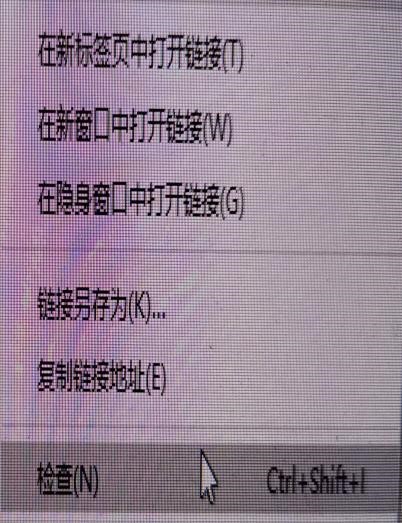 在新标签页中打开链接(T)
在新窗口中打开链接(W)
在隐身窗口中打开链接(G)
链接另存为(K)...
复制链接地址(E)
检查(N) Ctrl+Shift+I